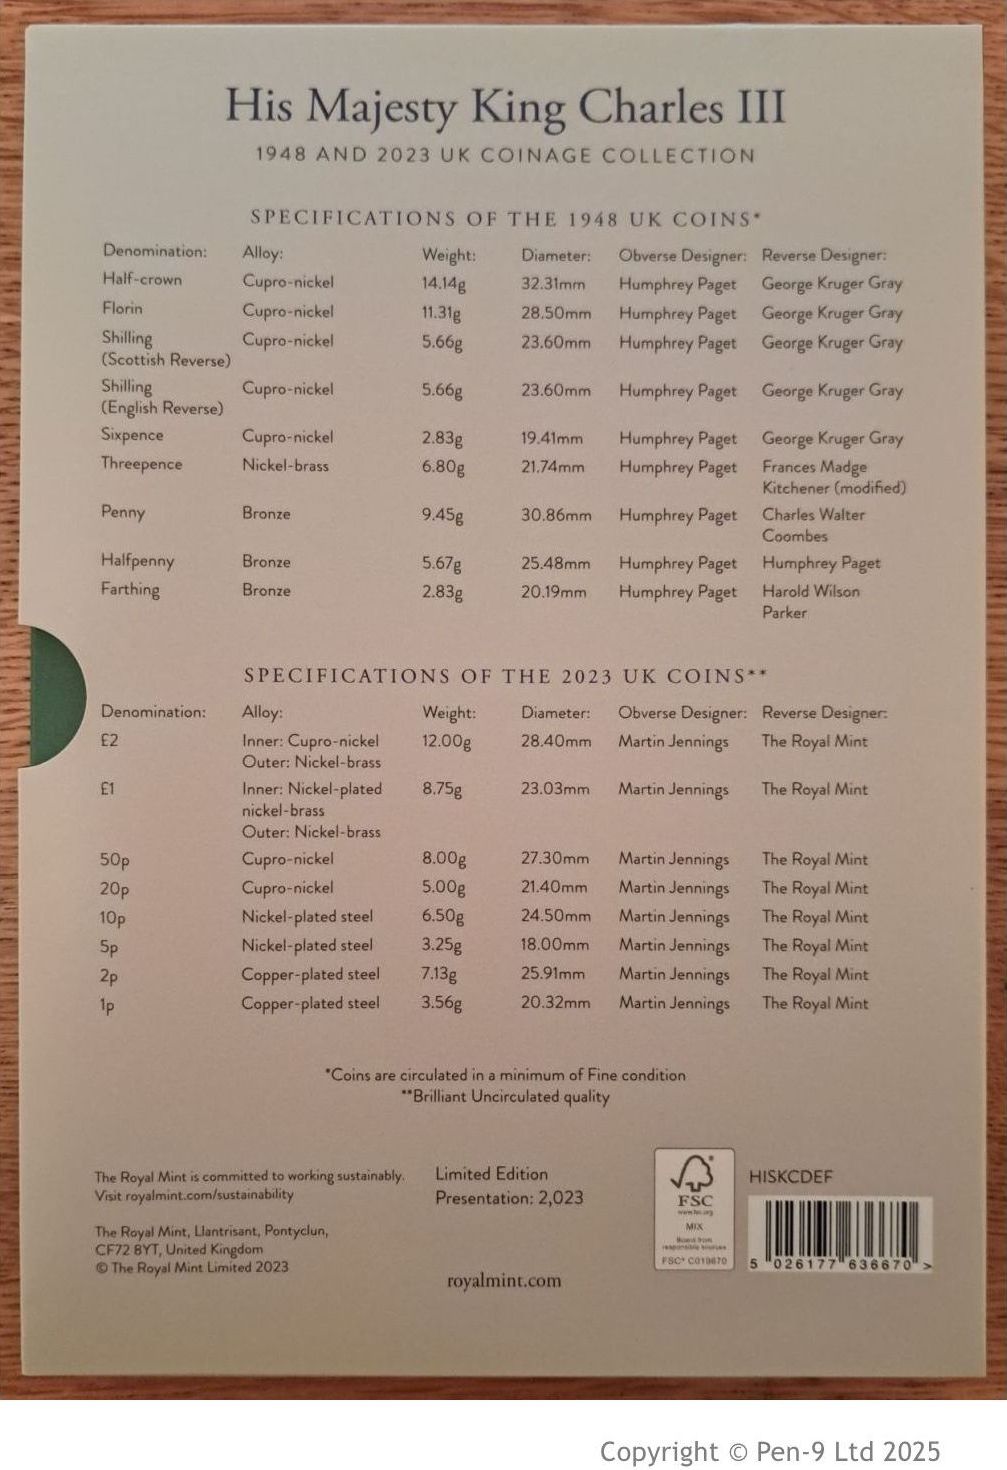 His Majesty King Charles III
1948 AND 2023 UK COINAGE COLLECTION
SPECIFICATIONS OF THE 1948 UK COINS*
Denomination: Alloy: Weight: Diameter: Obverse Designer: Reverse Designer:
Half-crown Cupro-nickel 14.14g 32.31mm Humphrey Paget George Kruger Gray
Florin Cupro-nickel 11.31g 28.50mm Humphrey Paget George Kruger Gray
Shilling Cupro-nickel 5.66g 23.60mm Humphrey Paget George Kruger Gray
(Scottish Reverse)
Shilling Cupro-nickel 5.66g 23.60mm Humphrey Paget George Kruger Gray
(English Reverse)
Sixpence Cupro-nickel 2.83g 19.41mm Humphrey Paget George Kruger Gray
Threepence Nickel-brass 6.80g 21.74mm Humphrey Paget Frances Madge
Kitchener (modified)
Penny Bronze 9.45g 30.86mm Humphrey Paget Charles Walter
Coombes
Halfpenny Bronze 5.67g 25.48mm Humphrey Paget Humphrey Paget
Farthing Bronze 2.83g 20.19mm Humphrey Paget Harold Wilson
Parker
SPECIFICATIONS OF THE 2023 UK COINS**
Denomination: Alloy: Weight: Diameter: Obverse Designer: Reverse Designer:
£2 Inner: Cupro-nickel 12.00g 28.40mm Martin Jennings The Royal Mint
Outer: Nickel-brass
£1 Inner: Nickel-plated 8.75g 23.03mm Martin Jennings The Royal Mint
nickel-brass
Outer: Nickel-brass
50p Cupro-nickel 8.00g 27.30mm Martin Jennings The Royal Mint
20p Cupro-nickel 5.00g 21.40mm Martin Jennings The Royal Mint
10p Nickel-plated steel 6.50g 24.50mm Martin Jennings The Royal Mint
5p Nickel-plated steel 3.25g 18.00mm Martin Jennings The Royal Mint
2p Copper-plated steel 7.13g 25.91mm Martin Jennings The Royal Mint
1p Copper-plated steel 3.56g 20.32mm Martin Jennings The Royal Mint
*Coins are circulated in a minimum of Fine condition
**Brilliant Uncirculated quality
The Royal Mint is committed to working sustainably.
Visit royalmint.com/sustainability
The Royal Mint, Llantrisant, Pontyclun,
CF72 8YT, United Kingdom
© The Royal Mint Limited 2023
Limited Edition
Presentation: 2,023
royalmint.com
FSC
www.fsc.org
MIX
Board from
responsible sources
FSC® C019670
HISKCDEF
5 026177 636670 >
Copyright © Pen-9 Ltd 2025